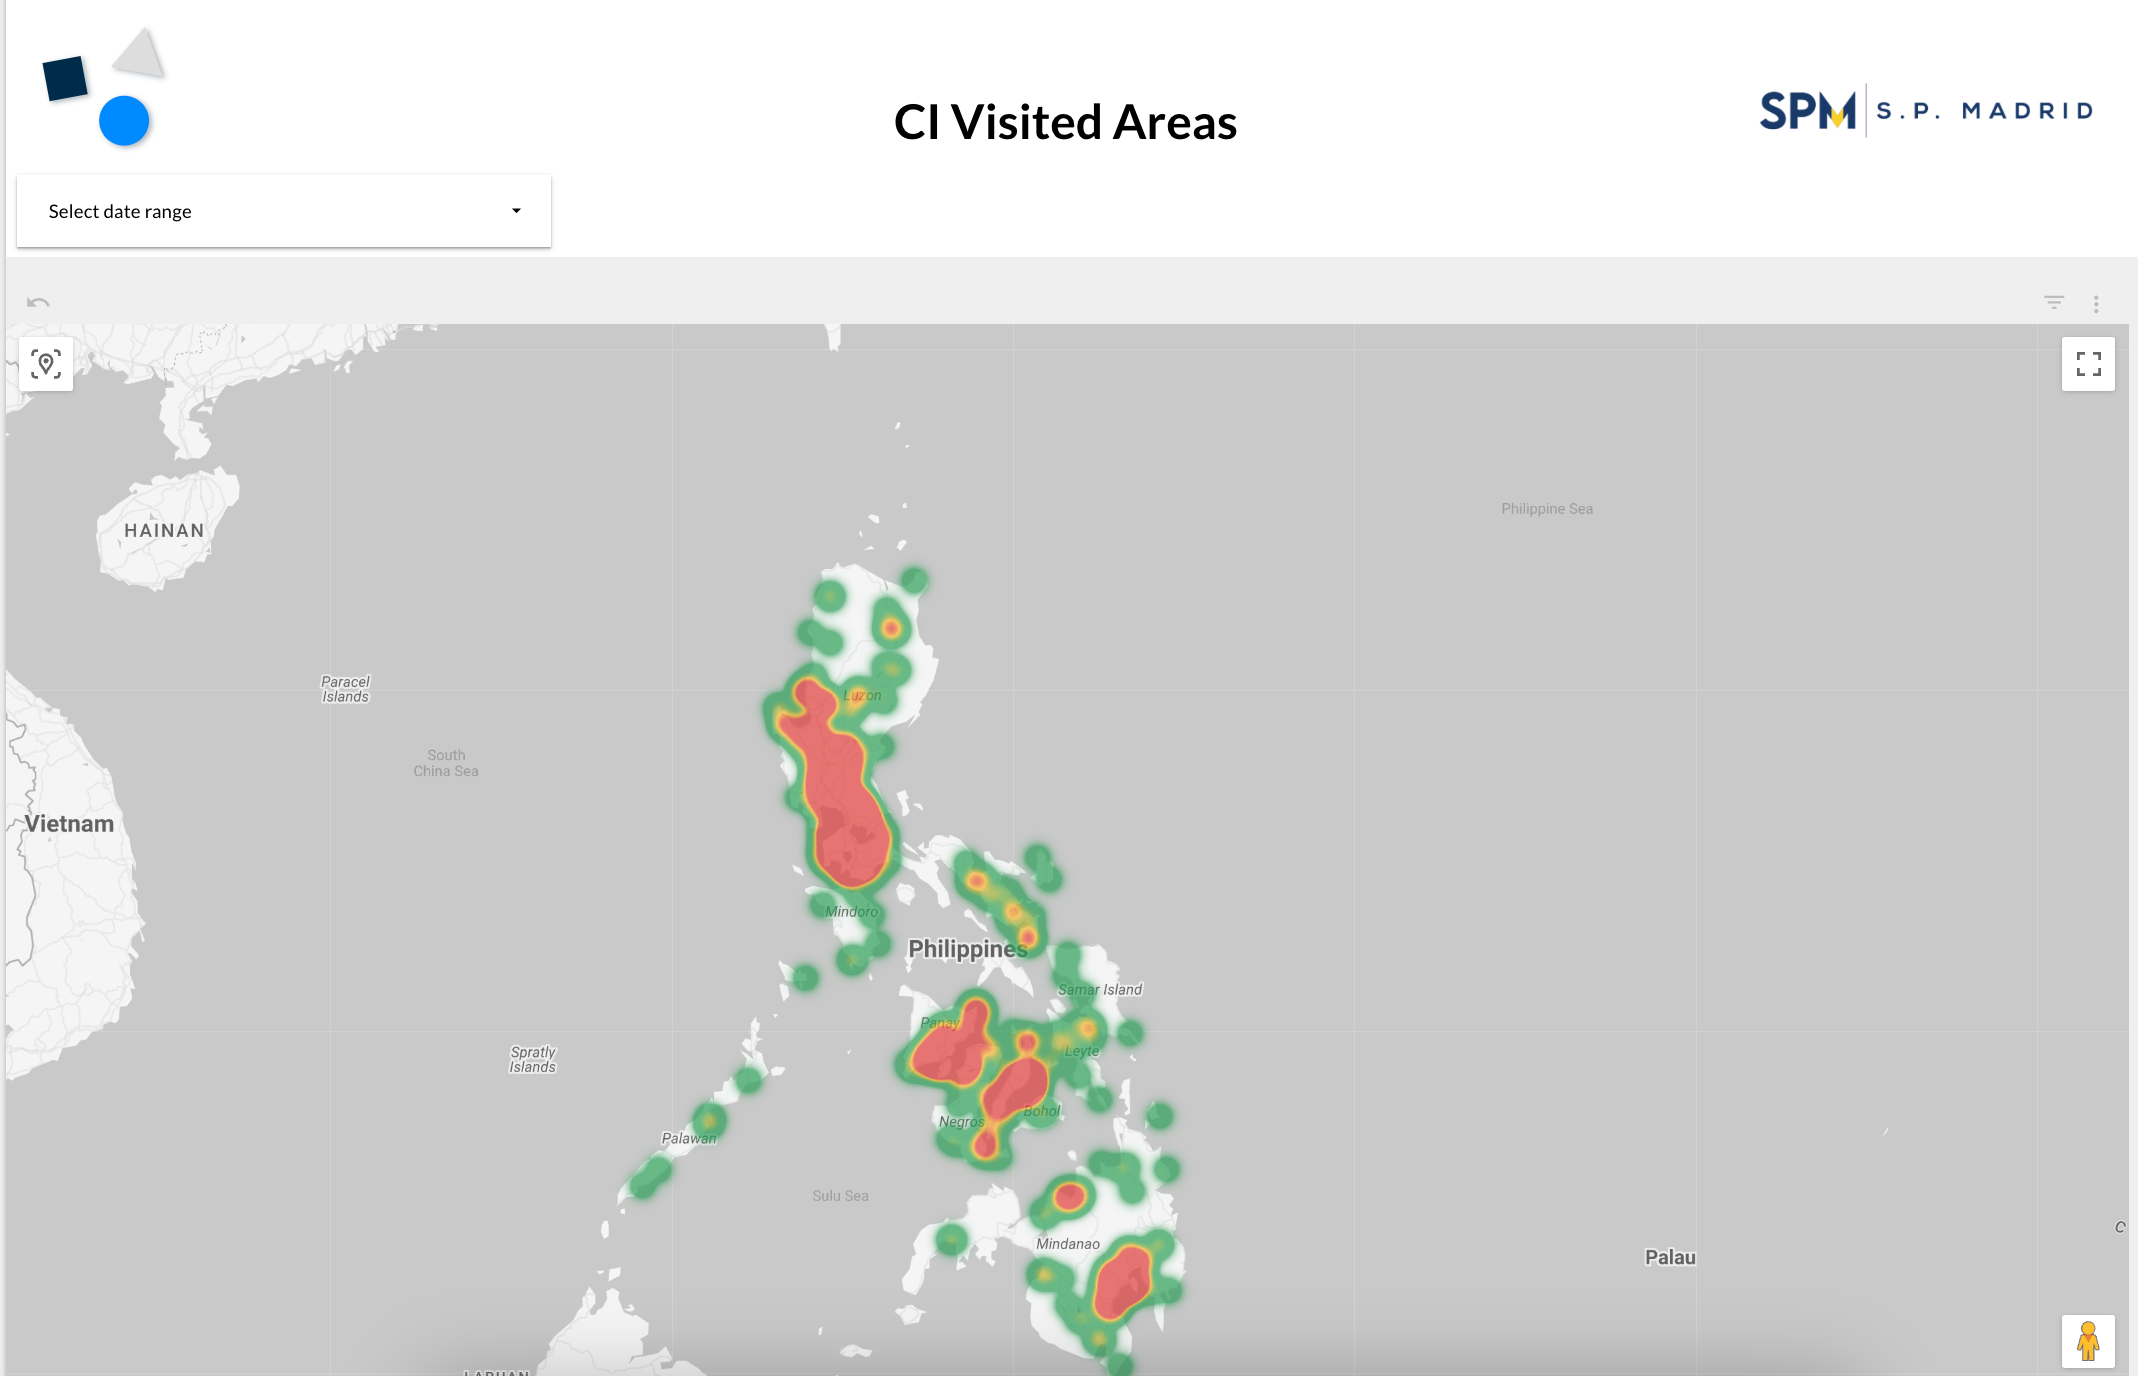 CI Visited Areas
SPM S.P. MADRID
Select date range
HAINAN
Philippine Sea
Paracel
Islands
Luzon
South
China Sea
Vietnam
Mindoro
Philippines
Samar Island
Panay
Spratly
Islands
Leyte
Bohol
Negros
Palawan
Sulu Sea
Mindanao
Palau